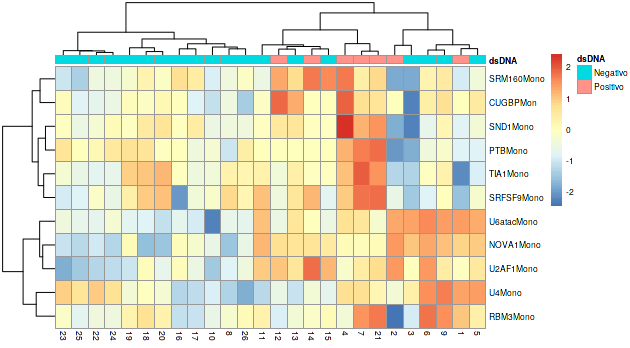 dsDNA
SRM160Mono
CUGBPMon
SND1Mono
PTBMono
TIA1Mono
SRFSF9Mono
U6atacMono
NOVA1Mono
U2AF1Mono
U4Mono
RBM3Mono
23 25 22 24 19 18 20 16 17 10 8 26 11 12 13 14 15 4 7 21 2 3 6 9 1 5
2
1
0
-1
-2
dsDNA
Negativo
Positivo